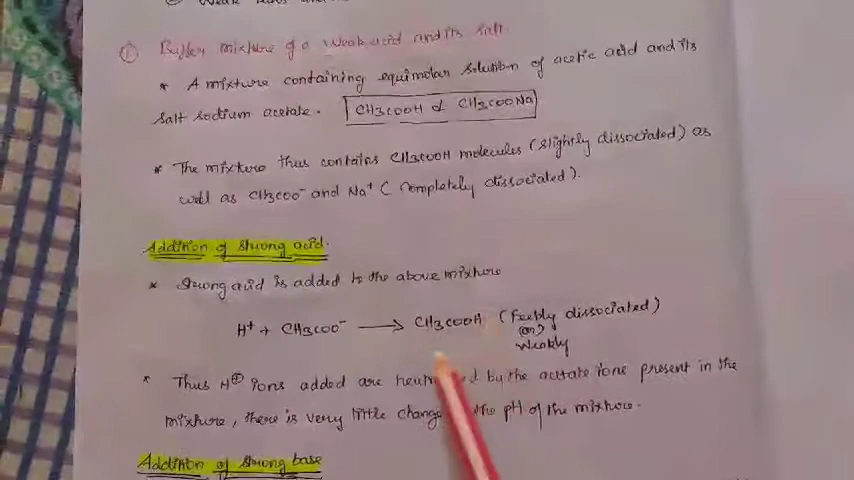 ② Weak
① Buffer mixture of a weak acid and its salt
* A mixture containing equimolar solution of acetic acid and its
salt sodium acetate. CH3COOH & CH3COONa
* The mixture thus contains CH3COOH molecules (slightly dissociated) as
well as CH3COO⁻ and Na⁺ (completely dissociated).
Addition of strong acid.
* Strong acid is added to the above mixture
H⁺ + CH3COO⁻ → CH3COOH (Feebly dissociated)
(or)
weakly
* Thus H⊕ ions added are by the acetate ions present in the
mixture, there is very little change the pH of the mixture.
Addition of strong base